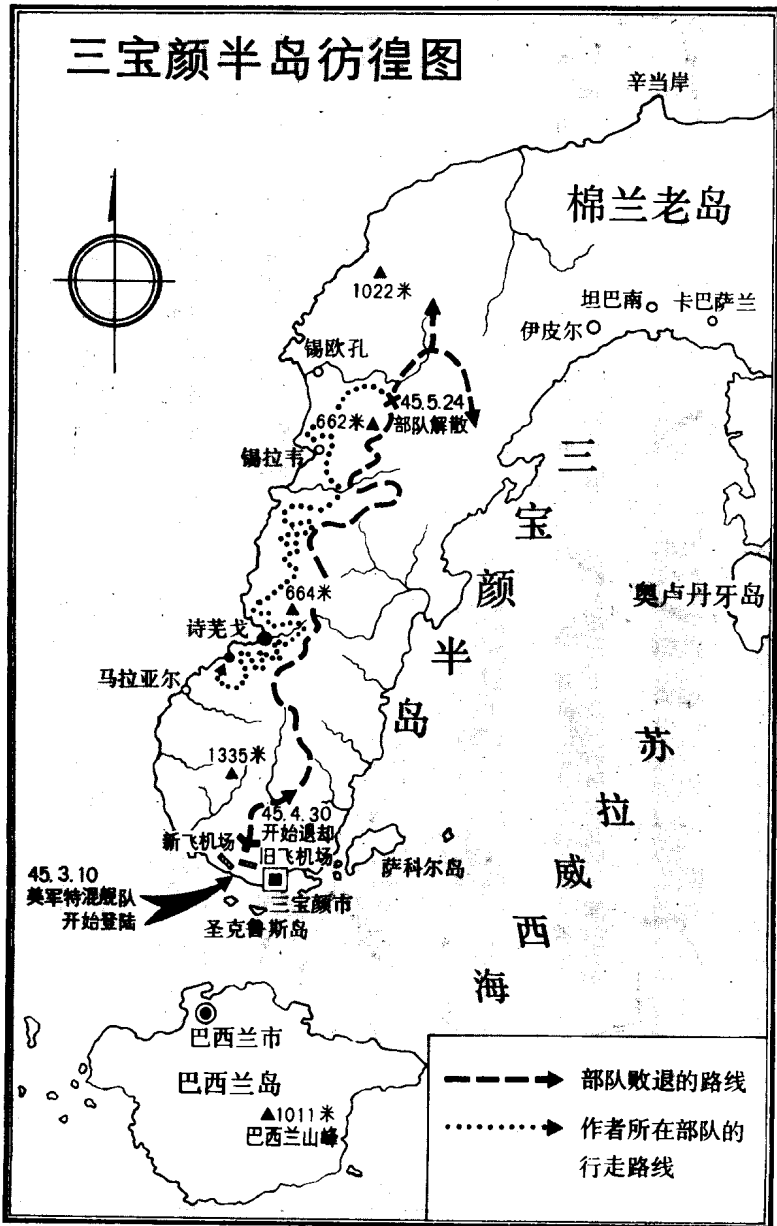 三宝颜半岛彷徨图
辛当岸
棉兰老岛
1022米
坦巴南
卡巴萨兰
伊皮尔
锡欧孔
45.5.24
部队解散
662米
锡拉韦
三宝颜半岛
664米
奥卢丹牙岛
诗芜戈
马拉亚尔
苏拉威西海
1335米
45.4.30
开始退却
新飞机场
旧飞机场
萨科尔岛
45.3.10
美军特混舰队
开始登陆
三宝颜市
圣克鲁斯岛
巴西兰市
巴西兰岛
1011米
巴西兰山峰
部队败退的路线
作者所在部队的
行走路线